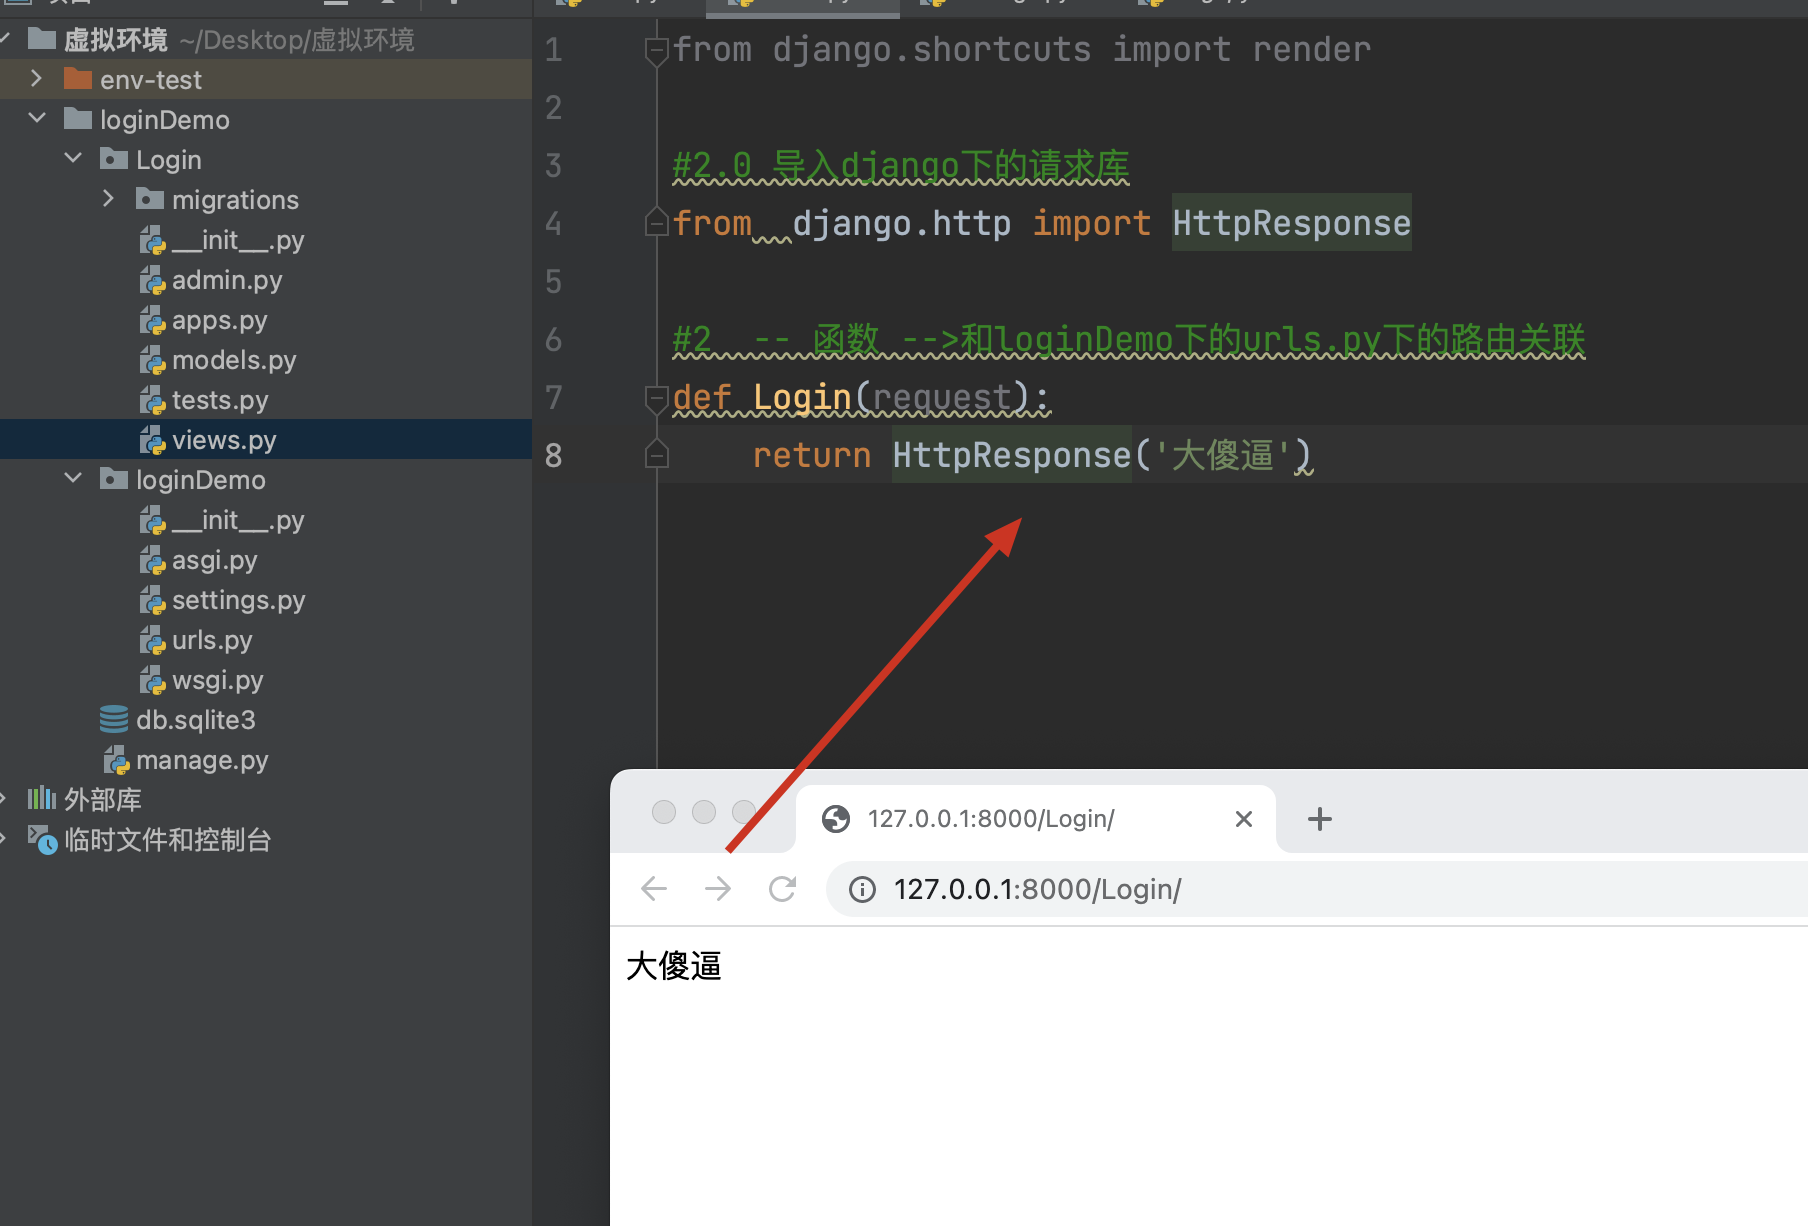 虚拟环境 ~/Desktop/虚拟环境
env-test
loginDemo
Login
migrations
__init__.py
admin.py
apps.py
models.py
tests.py
views.py
loginDemo
__init__.py
asgi.py
settings.py
urls.py
wsgi.py
db.sqlite3
manage.py
外部库
临时文件和控制台
1 from django.shortcuts import render
2
3 #2.0 导入django下的请求库
4 from  django.http import HttpResponse
5
6 #2  -- 函数 -->和loginDemo下的urls.py下的路由关联
7 def Login(request):
8     return HttpResponse('大傻逼')
127.0.0.1:8000/Login/
127.0.0.1:8000/Login/
大傻逼